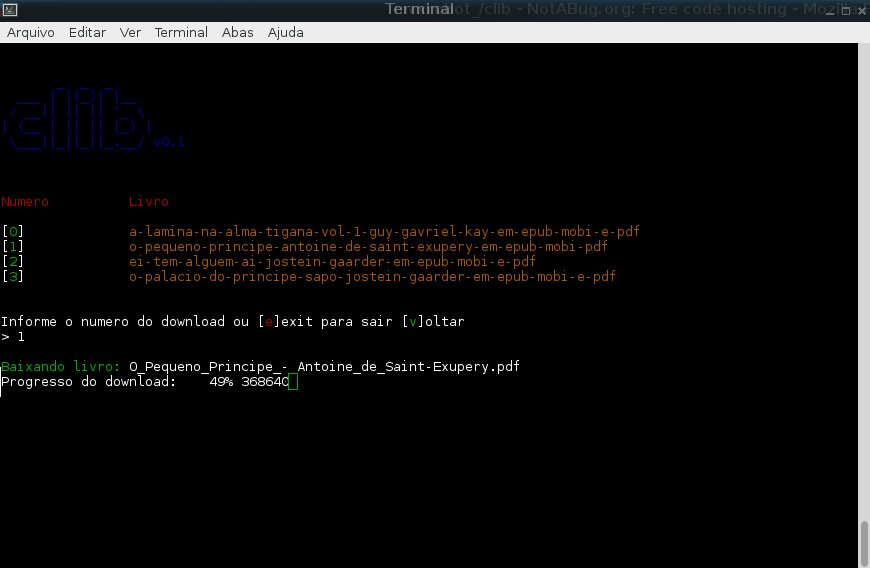 Terminal
ot_/clib - NotABug.org: Free code hosting - Mozilla
Arquivo Editar Ver Terminal Abas Ajuda
clib v0.1
Numero Livro
[0] a-lamina-na-alma-tigana-vol-1-guy-gavriel-kay-em-epub-mobi-e-pdf
[1] o-pequeno-principe-antoine-de-saint-exupery-em-epub-mobi-pdf
[2] ei-tem-alguem-ai-jostein-gaarder-em-epub-mobi-e-pdf
[3] o-palacio-do-principe-sapo-jostein-gaarder-em-epub-mobi-e-pdf
Informe o numero do download ou [e]exit para sair [v]oltar
> 1
Baixando livro: O_Pequeno_Principe_-_Antoine_de_Saint-Exupery.pdf
Progresso do download: 49% 368640